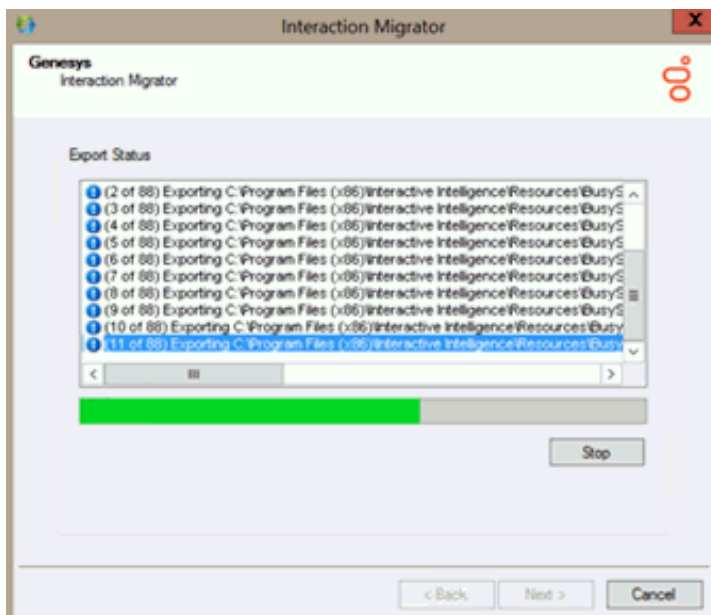 Interaction Migrator
Genesys
Interaction Migrator
Export Status
(2 of 88) Exporting C:\Program Files (x86)\Interactive Intelligence\Resources\BusyS
(3 of 88) Exporting C:\Program Files (x86)\Interactive Intelligence\Resources\BusyS
(4 of 88) Exporting C:\Program Files (x86)\Interactive Intelligence\Resources\BusyS
(5 of 88) Exporting C:\Program Files (x86)\Interactive Intelligence\Resources\BusyS
(6 of 88) Exporting C:\Program Files (x86)\Interactive Intelligence\Resources\BusyS
(7 of 88) Exporting C:\Program Files (x86)\Interactive Intelligence\Resources\BusyS
(8 of 88) Exporting C:\Program Files (x86)\Interactive Intelligence\Resources\BusyS
(9 of 88) Exporting C:\Program Files (x86)\Interactive Intelligence\Resources\BusyS
(10 of 88) Exporting C:\Program Files (x86)\Interactive Intelligence\Resources\Busy
(11 of 88) Exporting C:\Program Files (x86)\Interactive Intelligence\Resources\Busy
Stop
< Back Next > Cancel